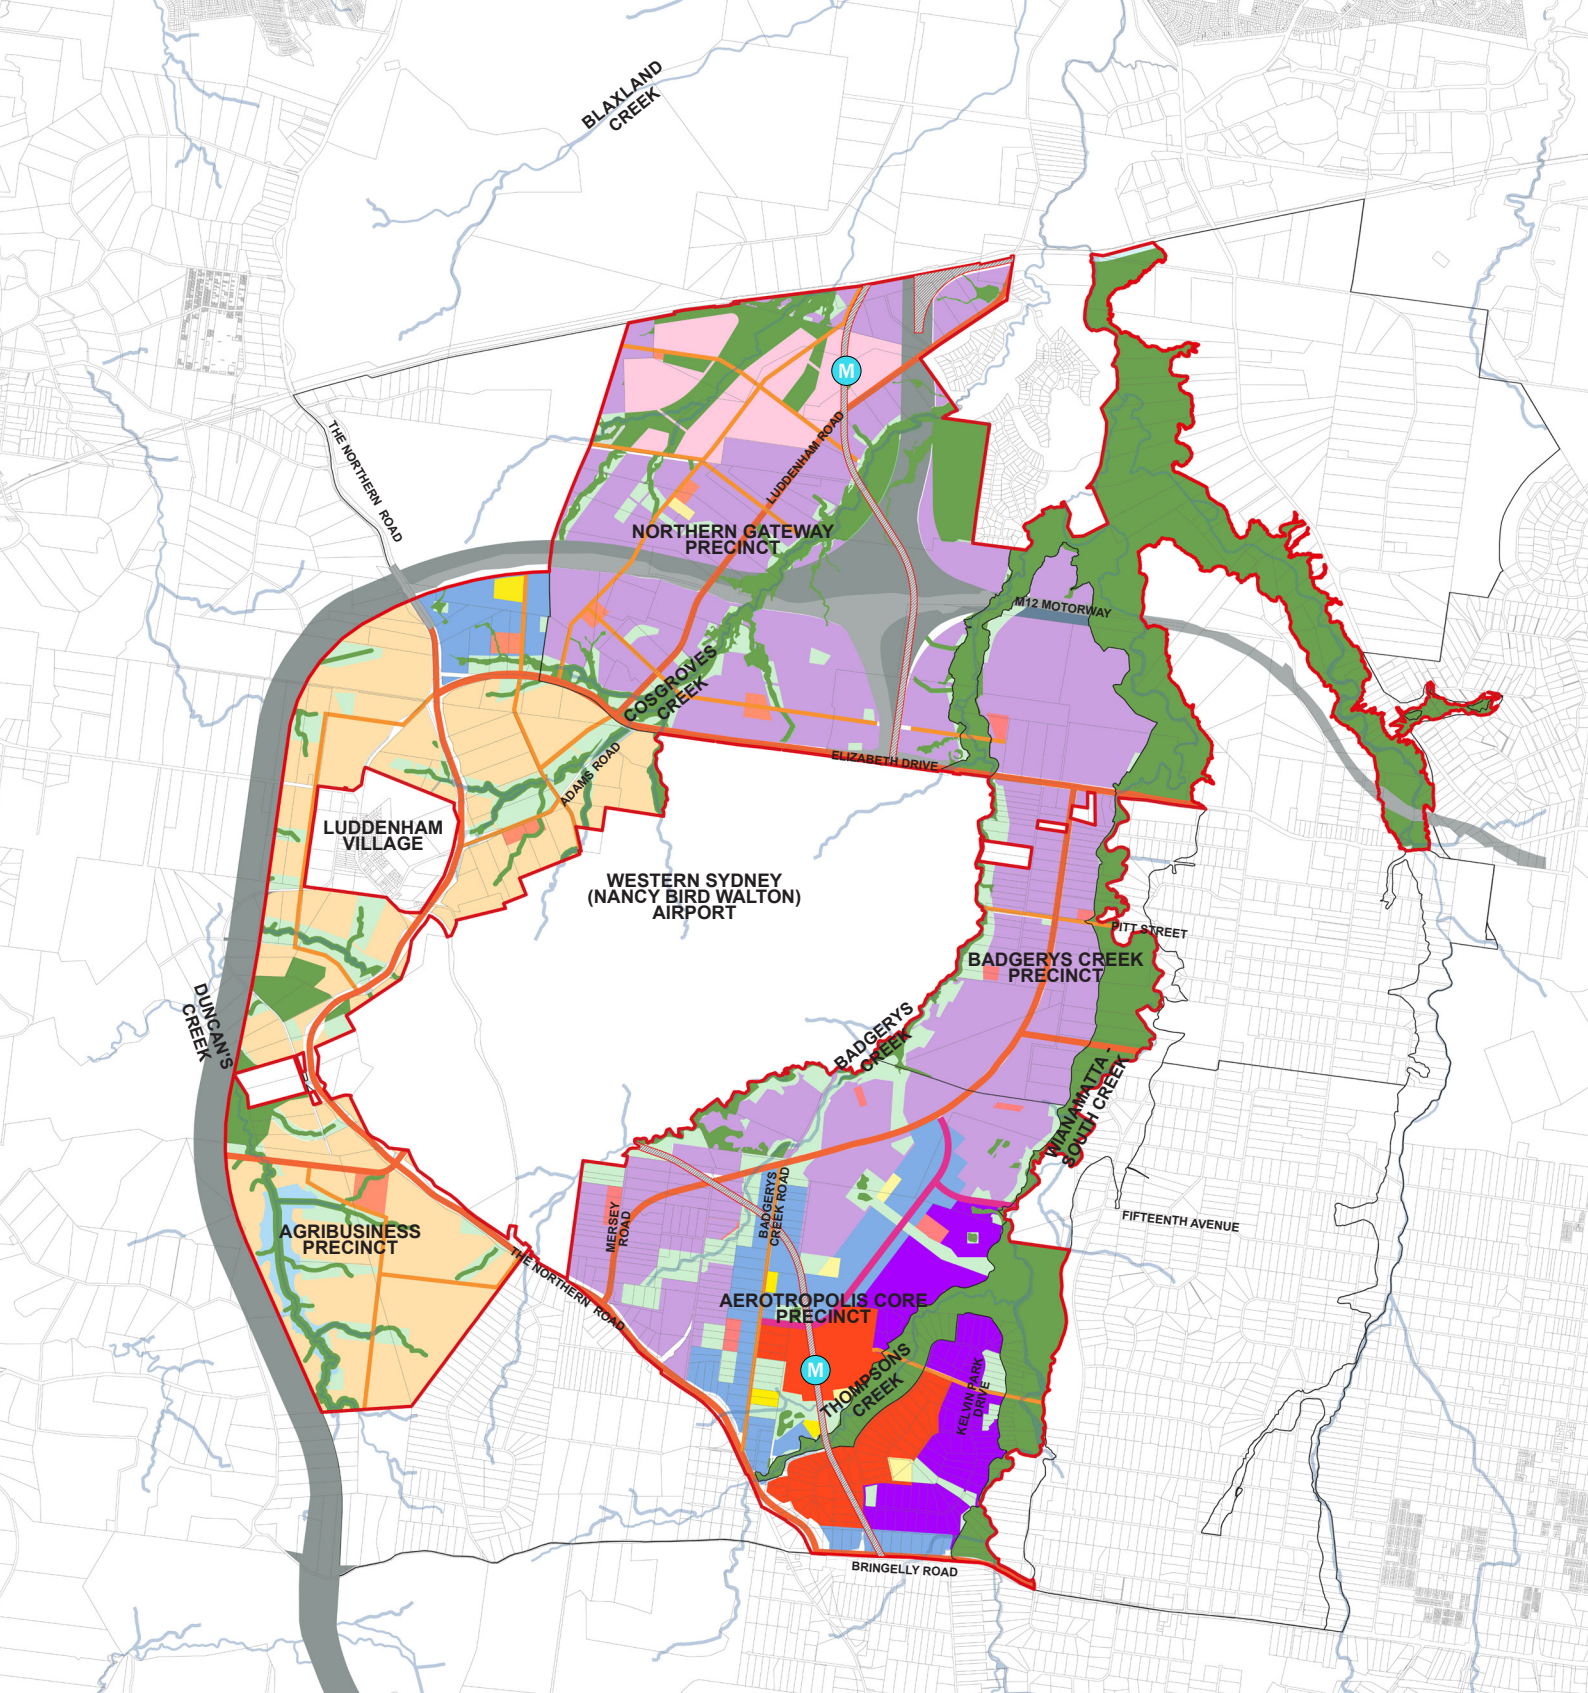 BLAXLAND
CREEK
M
THE NORTHERN ROAD
LUDDENHAM ROAD
NORTHERN GATEWAY
PRECINCT
M12 MOTORWAY
COSGROVES
CREEK
ELIZABETH DRIVE
ADAMS ROAD
LUDDENHAM
VILLAGE
WESTERN SYDNEY
(NANCY BIRD WALTON)
AIRPORT
PITT STREET
BADGERYS CREEK
PRECINCT
DUNCAN'S
CREEK
BADGERYS
CREEK
WIANAMATTA -
SOUTH CREEK
AGRIBUSINESS
PRECINCT
MERSEY
ROAD
BADGERYS
CREEK ROAD
FIFTEENTH AVENUE
THE NORTHERN ROAD
AEROTROPOLIS CORE
PRECINCT
M
THOMPSONS
CREEK
KELVIN PARK
DRIVE
BRINGELLY ROAD